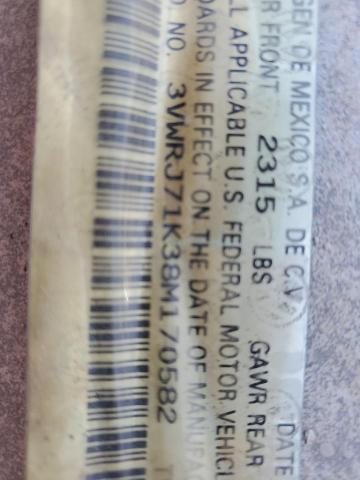 GEN DE MEXICO S.A. DE C.V. DATE
R FRONT 2315 LBS GAWR REAR
LL APPLICABLE U.S. FEDERAL MOTOR VEHICL
DARDS IN EFFECT ON THE DATE OF MANUFA
NO. 3VWRJ71K38M170582 T